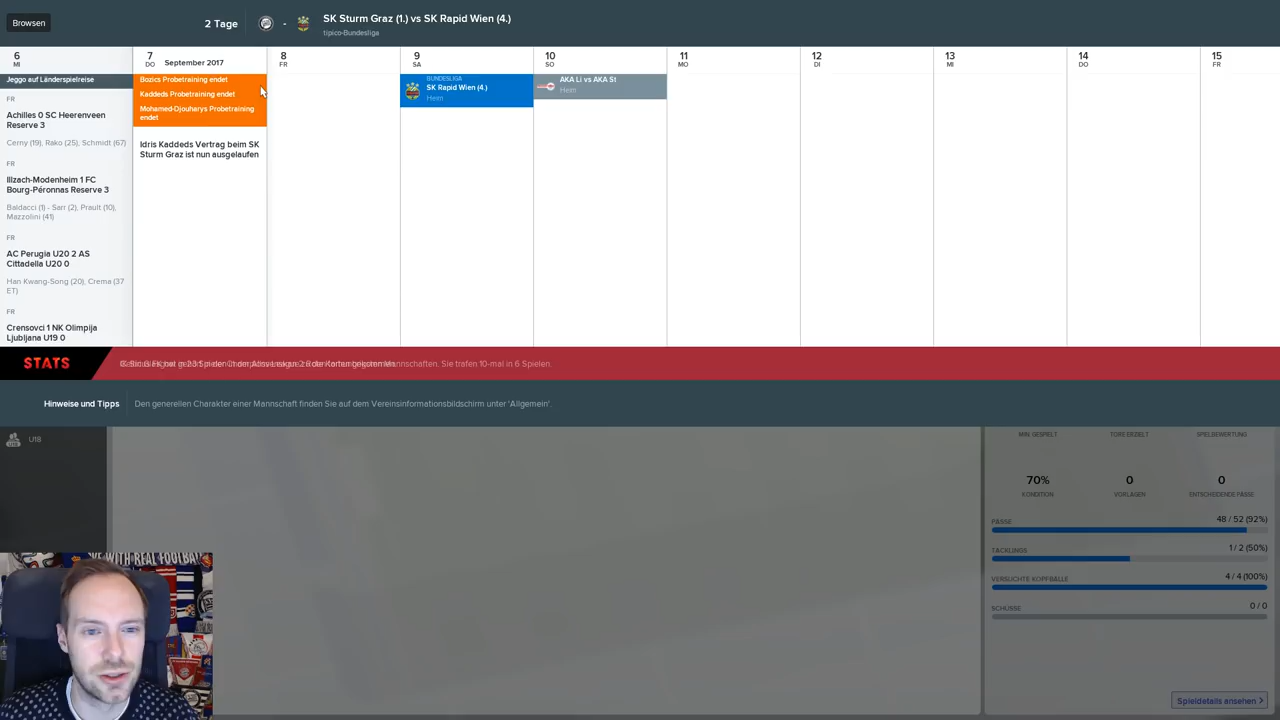 Browsen
2 Tage
-
SK Sturm Graz (1.) vs SK Rapid Wien (4.)
tipico-Bundesliga
6
MI
7
DO
September 2017
8
FR
9
SA
10
SO
11
MO
12
DI
13
MI
14
DO
15
FR
Jeggo auf Länderspielreise
FR
Achilles 0 SC Heerenveen
Reserve 3
Cerny (19), Rako (25), Schmidt (67)
FR
Illzach-Modenheim 1 FC
Bourg-Péronnas Reserve 3
Baldacci (1) - Sarr (2), Prault (10),
Mazzolini (41)
FR
AC Perugia U20 2 AS
Cittadella U20 0
Han Kwang-Song (20), Crema (37
ET)
FR
Crensovci 1 NK Olimpija
Ljubljana U19 0
Bozics Probetraining endet
Kaddeds Probetraining endet
Mohamed-Djouharys Probetraining
endet
Idris Kaddeds Vertrag beim SK
Sturm Graz ist nun ausgelaufen
BUNDESLIGA
SK Rapid Wien (4.)
Heim
AKA Li vs AKA St
Heim
STATS
Mannschaften. Sie trafen 10-mal in 6 Spielen.
Hinweise und Tipps
Den generellen Charakter einer Mannschaft finden Sie auf dem Vereinsinformationsbildschirm unter 'Allgemein'.
U18
MIN. GESPIELT
TORE ERZIELT
SPIELBEWERTUNG
70%
0
0
KONDITION
VORLAGEN
ENTSCHEIDENDE PÄSSE
PÄSSE
48 / 52 (92%)
TACKLINGS
1 / 2 (50%)
VERSUCHTE KOPFBÄLLE
4 / 4 (100%)
SCHÜSSE
0 / 0
Spieldetails ansehen >
VE WITH REAL FOOTBALL